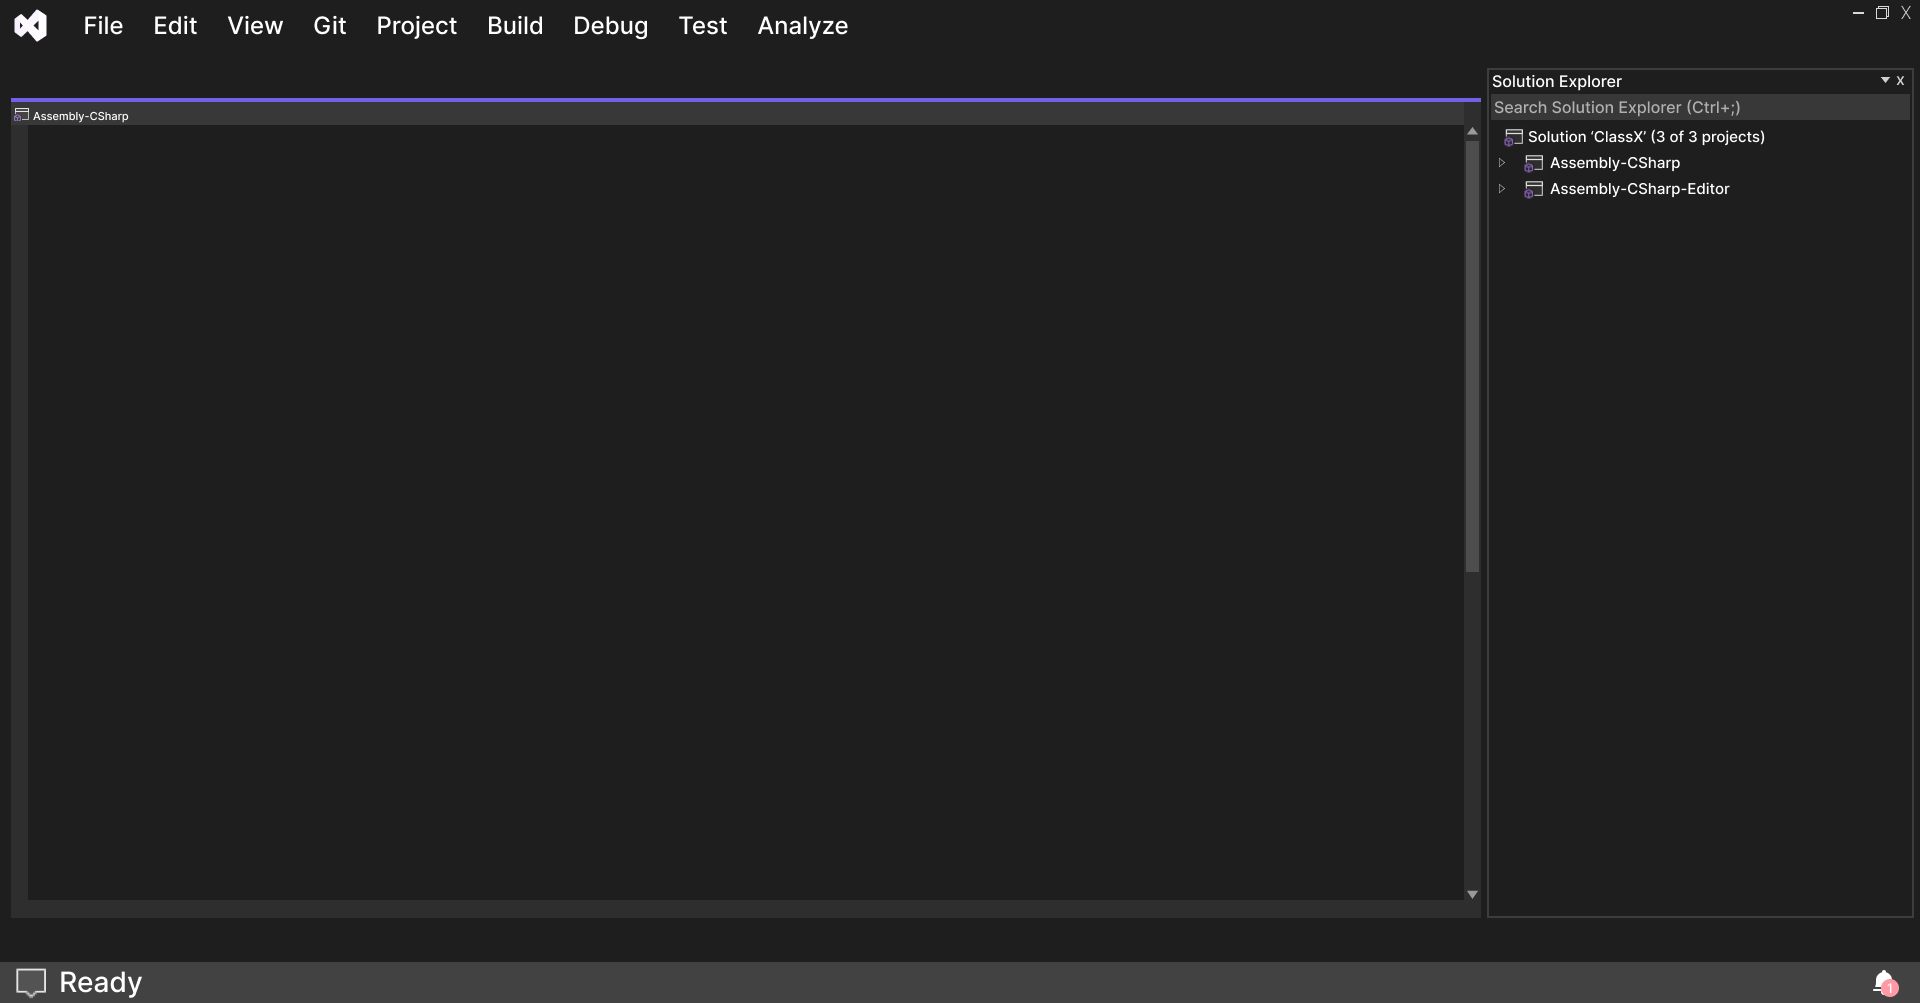 File Edit View Git Project Build Debug Test Analyze
X
Solution Explorer
x
Search Solution Explorer (Ctrl+;)
Assembly-CSharp
Solution ‘ClassX’ (3 of 3 projects)
Assembly-CSharp
Assembly-CSharp-Editor
Ready
1